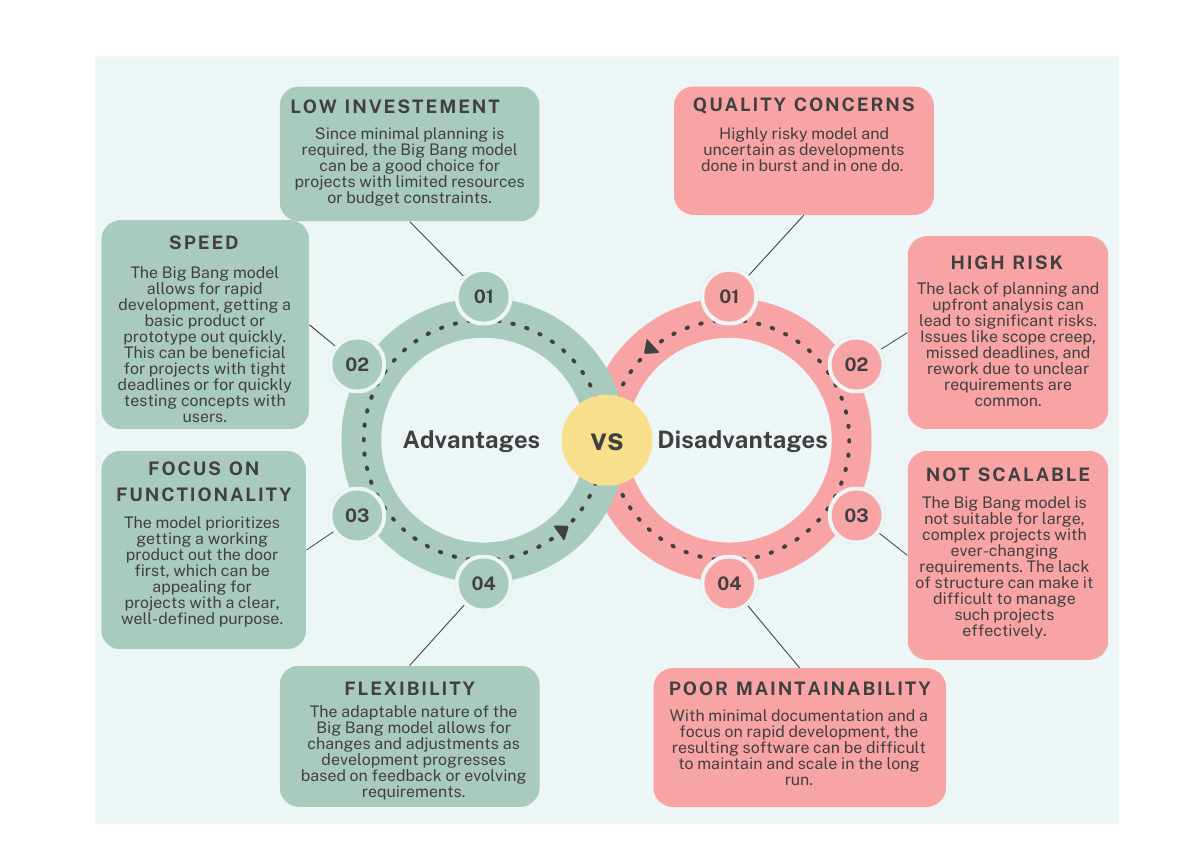 LOW INVESTEMENT
Since minimal planning is
required, the Big Bang model
can be a good choice for
projects with limited resources
or budget constraints.
SPEED
The Big Bang model
allows for rapid
development, getting a
basic product or
prototype out quickly.
This can be beneficial
for projects with tight
deadlines or for quickly
testing concepts with
users.
FOCUS ON
FUNCTIONALITY
The model prioritizes
getting a working
product out the door
first, which can be
appealing for
projects with a clear,
well-defined purpose.
FLEXIBILITY
The adaptable nature of the
Big Bang model allows for
changes and adjustments as
development progresses
based on feedback or evolving
requirements.
01
02
03
04
Advantages
vs
Disadvantages
01
02
03
04
QUALITY CONCERNS
Highly risky model and
uncertain as developments
done in burst and in one do.
HIGH RISK
The lack of planning and
upfront analysis can
lead to significant risks.
Issues like scope creep,
missed deadlines, and
rework due to unclear
requirements are
common.
NOT SCALABLE
The Big Bang model is
not suitable for large,
complex projects with
ever-changing
requirements. The lack
of structure can make it
difficult to manage
such projects
effectively.
POOR MAINTAINABILITY
With minimal documentation and a
focus on rapid development, the
resulting software can be difficult
to maintain and scale in the long
run.